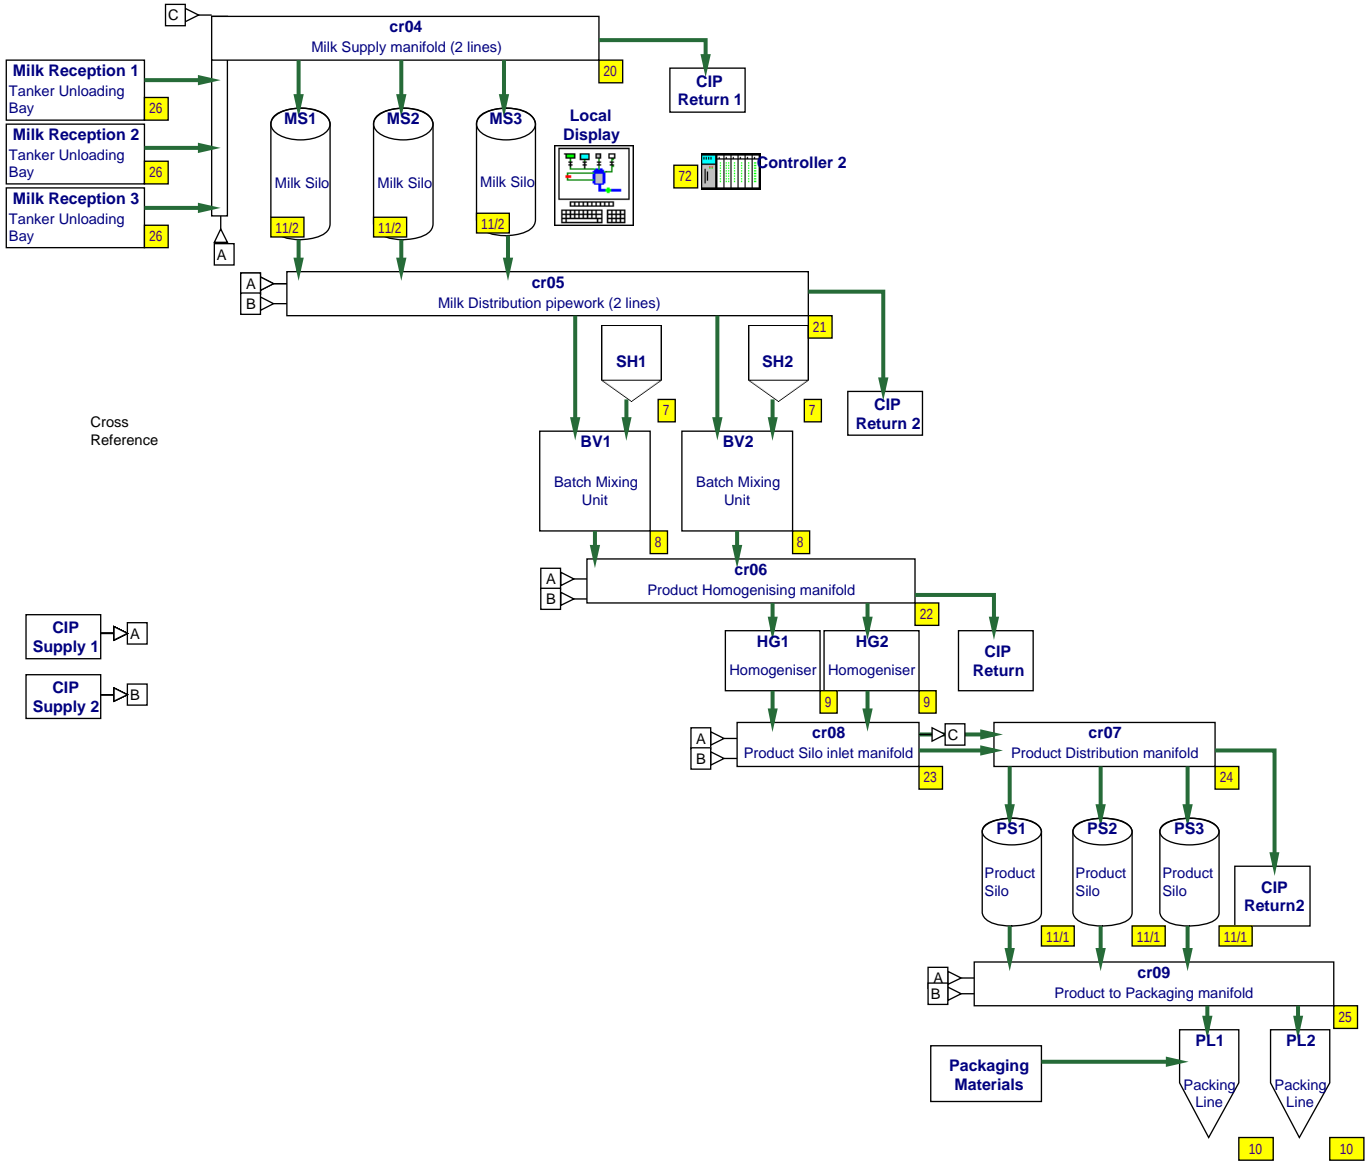 C
cr04
Milk Supply manifold (2 lines)
20
CIP
Return 1
Milk Reception 1
Tanker Unloading
Bay
26
Milk Reception 2
Tanker Unloading
Bay
26
Milk Reception 3
Tanker Unloading
Bay
26
A
MS1
Milk Silo
11/2
MS2
Milk Silo
11/2
MS3
Milk Silo
11/2
Local
Display
72
Controller 2
A
B
cr05
Milk Distribution pipework (2 lines)
21
SH1
7
SH2
7
CIP
Return 2
Cross
Reference
BV1
Batch Mixing
Unit
8
BV2
Batch Mixing
Unit
8
A
B
cr06
Product Homogenising manifold
22
CIP
Supply 1
A
CIP
Supply 2
B
HG1
Homogeniser
9
HG2
Homogeniser
9
CIP
Return
A
B
cr08
Product Silo inlet manifold
23
C
cr07
Product Distribution manifold
24
PS1
Product
Silo
11/1
PS2
Product
Silo
11/1
PS3
Product
Silo
11/1
CIP
Return2
A
B
cr09
Product to Packaging manifold
25
Packaging
Materials
PL1
Packing
Line
10
PL2
Packing
Line
10